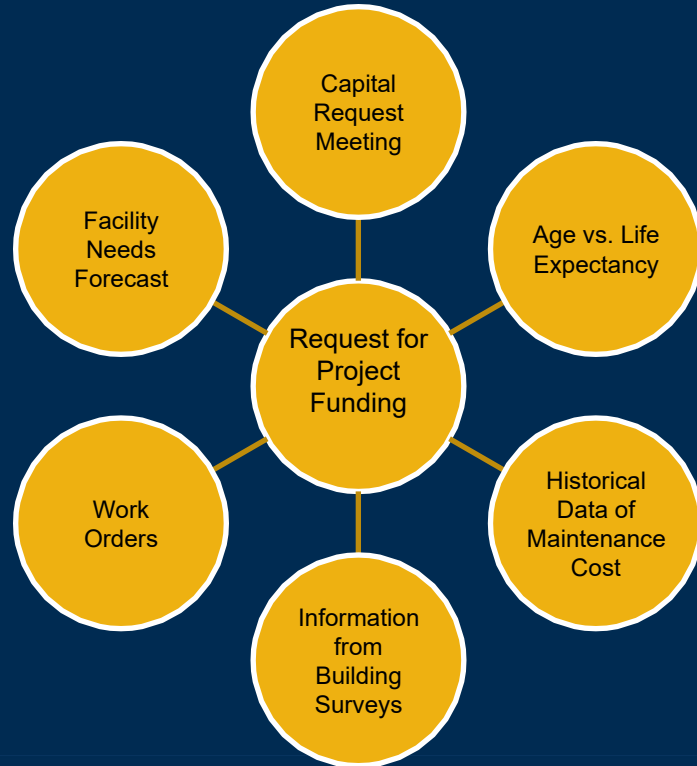 Capital
Request
Meeting
Facility
Needs
Forecast
Age vs. Life
Expectancy
Request for
Project
Funding
Work
Orders
Historical
Data of
Maintenance
Cost
Information
from
Building
Surveys